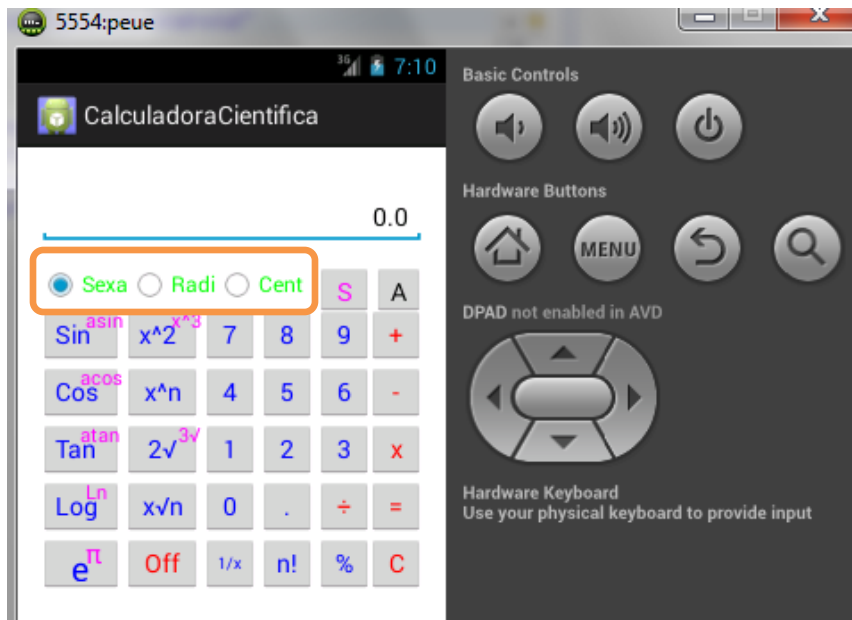 5554:peue
3G 7:10
CalculadoraCientifica
0.0
Sexa Radi Cent S A
Sin asin x^2 x^3 7 8 9 +
Cos acos x^n 4 5 6 -
Tan atan 2√ 3√ 1 2 3 x
Log Ln x√n 0 . ÷ =
e π Off 1/x n! % C
Basic Controls
Hardware Buttons
MENU
DPAD not enabled in AVD
Hardware Keyboard
Use your physical keyboard to provide input